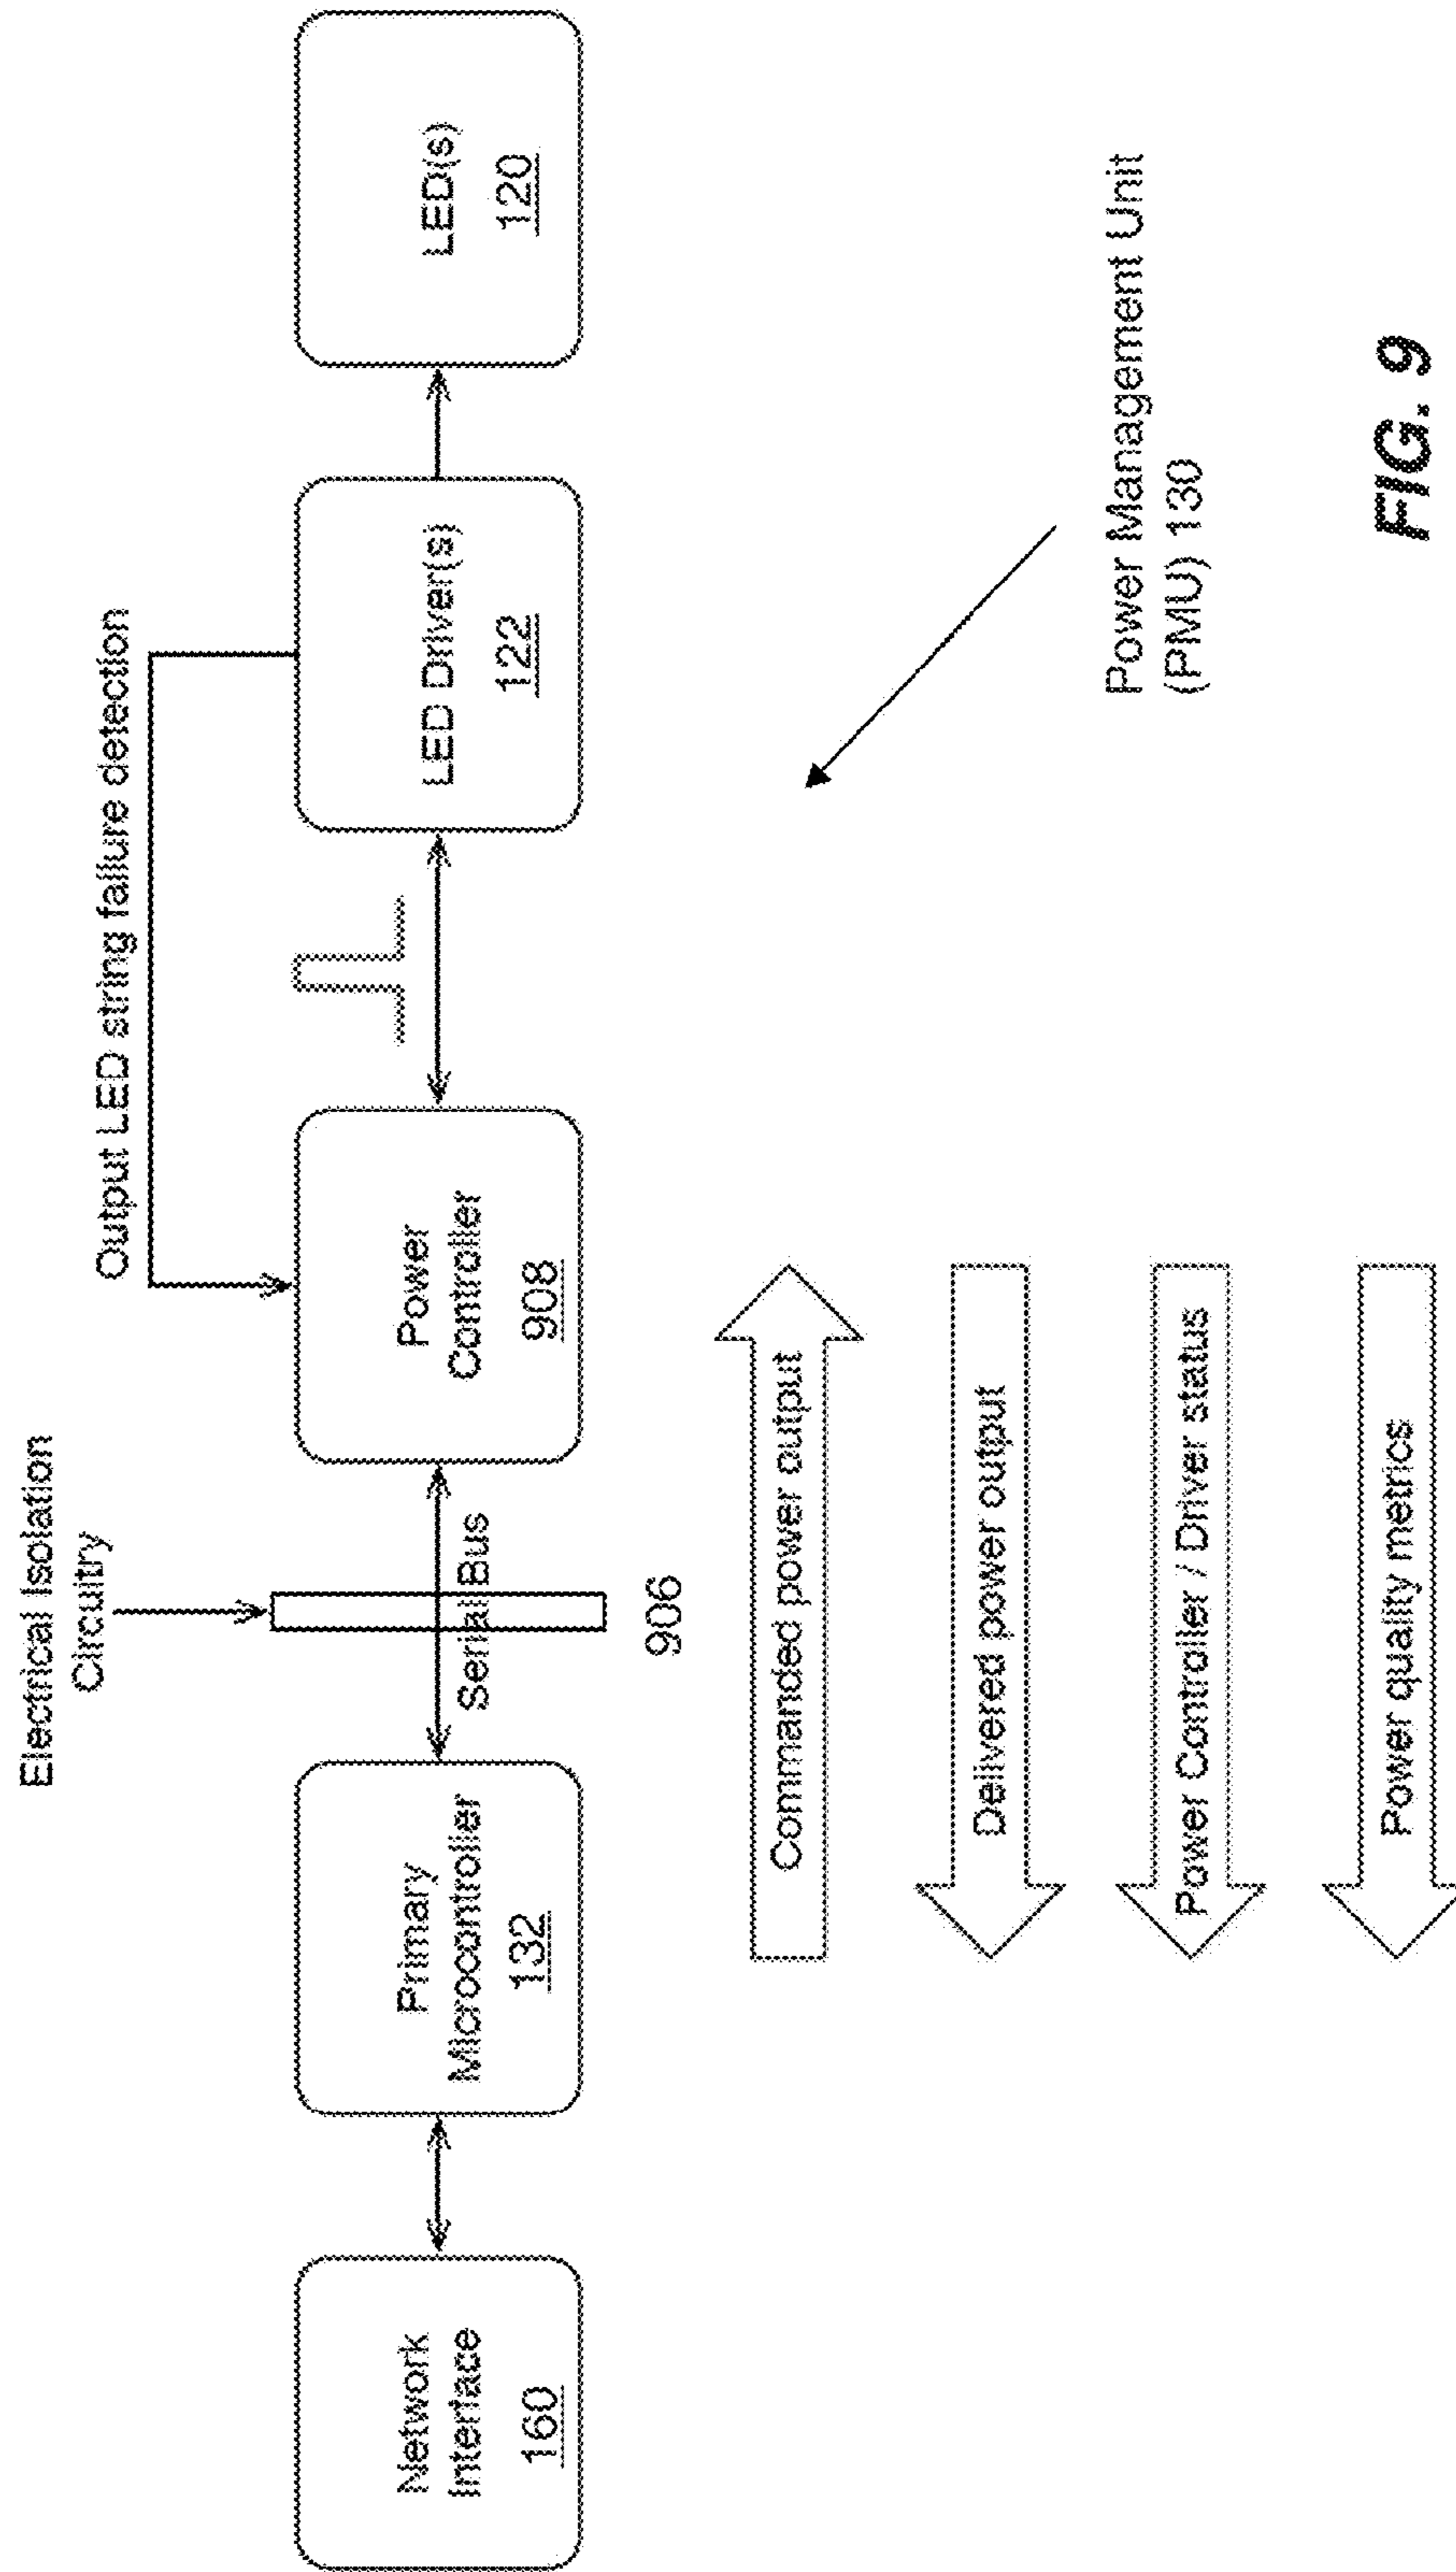 Electrical Isolation
Circuitry
Output LED string failure detection
Network
Interface
160
Primary
Microcontroller
132
Serial Bus
906
Power
Controller
908
LED Driver(s)
122
LED(s)
120
Commanded power output
Delivered power output
Power Controller / Driver status
Power quality metrics
Power Management Unit
(PMU) 130
FIG. 9